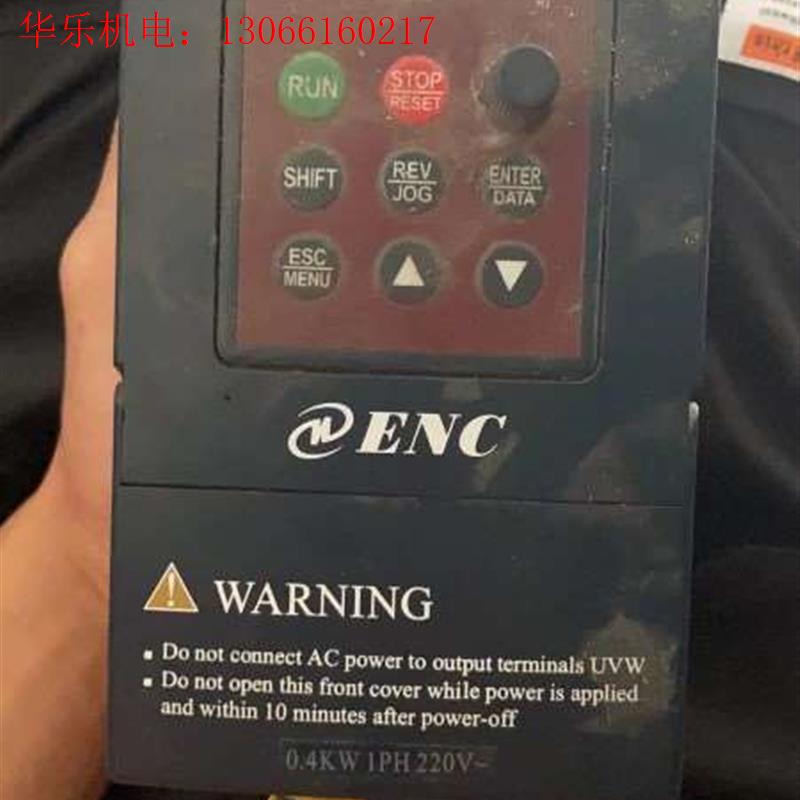 华乐机电：13066160217
RUN
STOP
RESET
SHIFT
REV
JOG
ENTER
DATA
ESC
MENU
ENC
WARNING
▪ Do not connect AC power to output terminals UVW
▪ Do not open this front cover while power is applied
and within 10 minutes after power-off
0.4KW 1PH 220V~